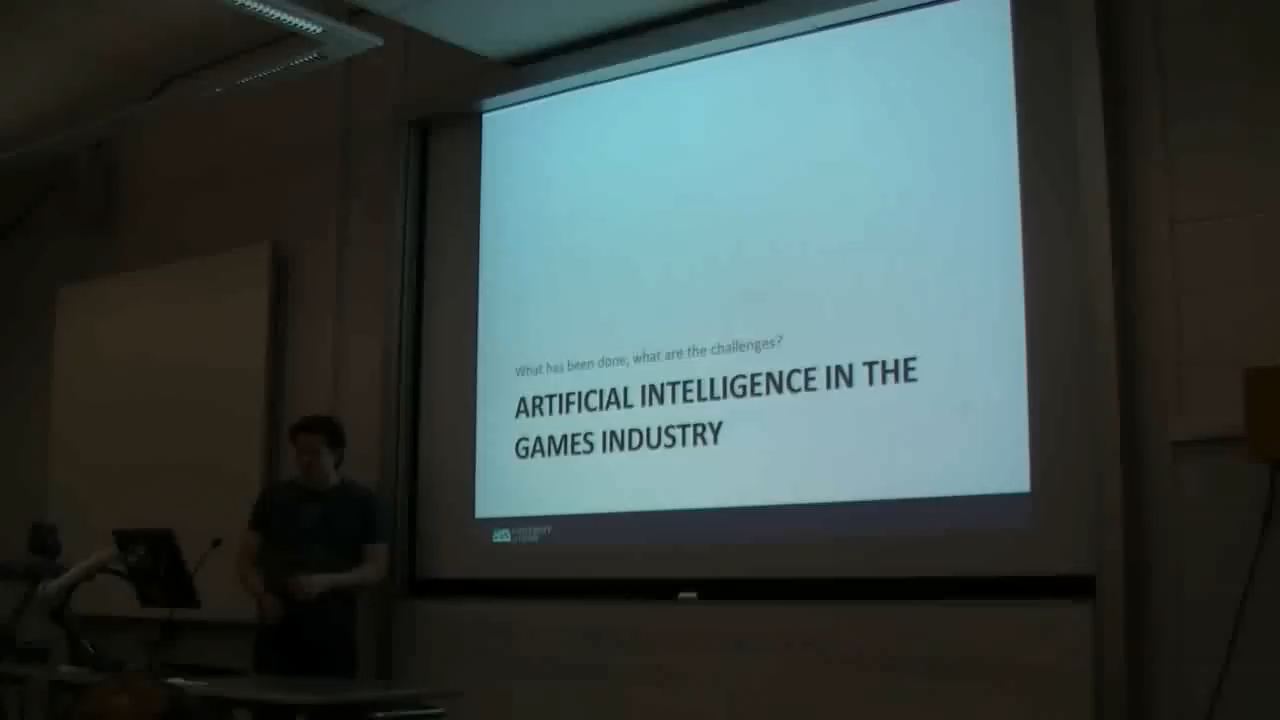 What has been done, what are the challenges?
ARTIFICIAL INTELLIGENCE IN THE
GAMES INDUSTRY